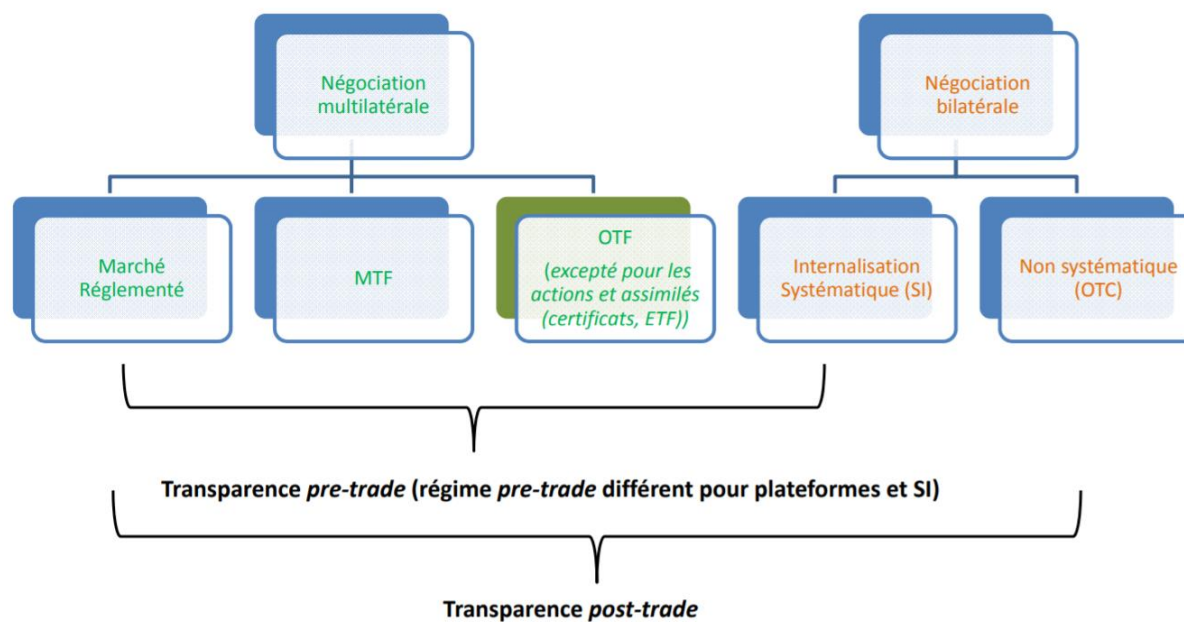 Négociation
multilatérale
Négociation
bilatérale
Marché
Réglementé
MTF
OTF
(excepté pour les
actions et assimilés
(certificats, ETF))
Internalisation
Systématique (SI)
Non systématique
(OTC)
Transparence pre-trade (régime pre-trade différent pour plateformes et SI)
Transparence post-trade